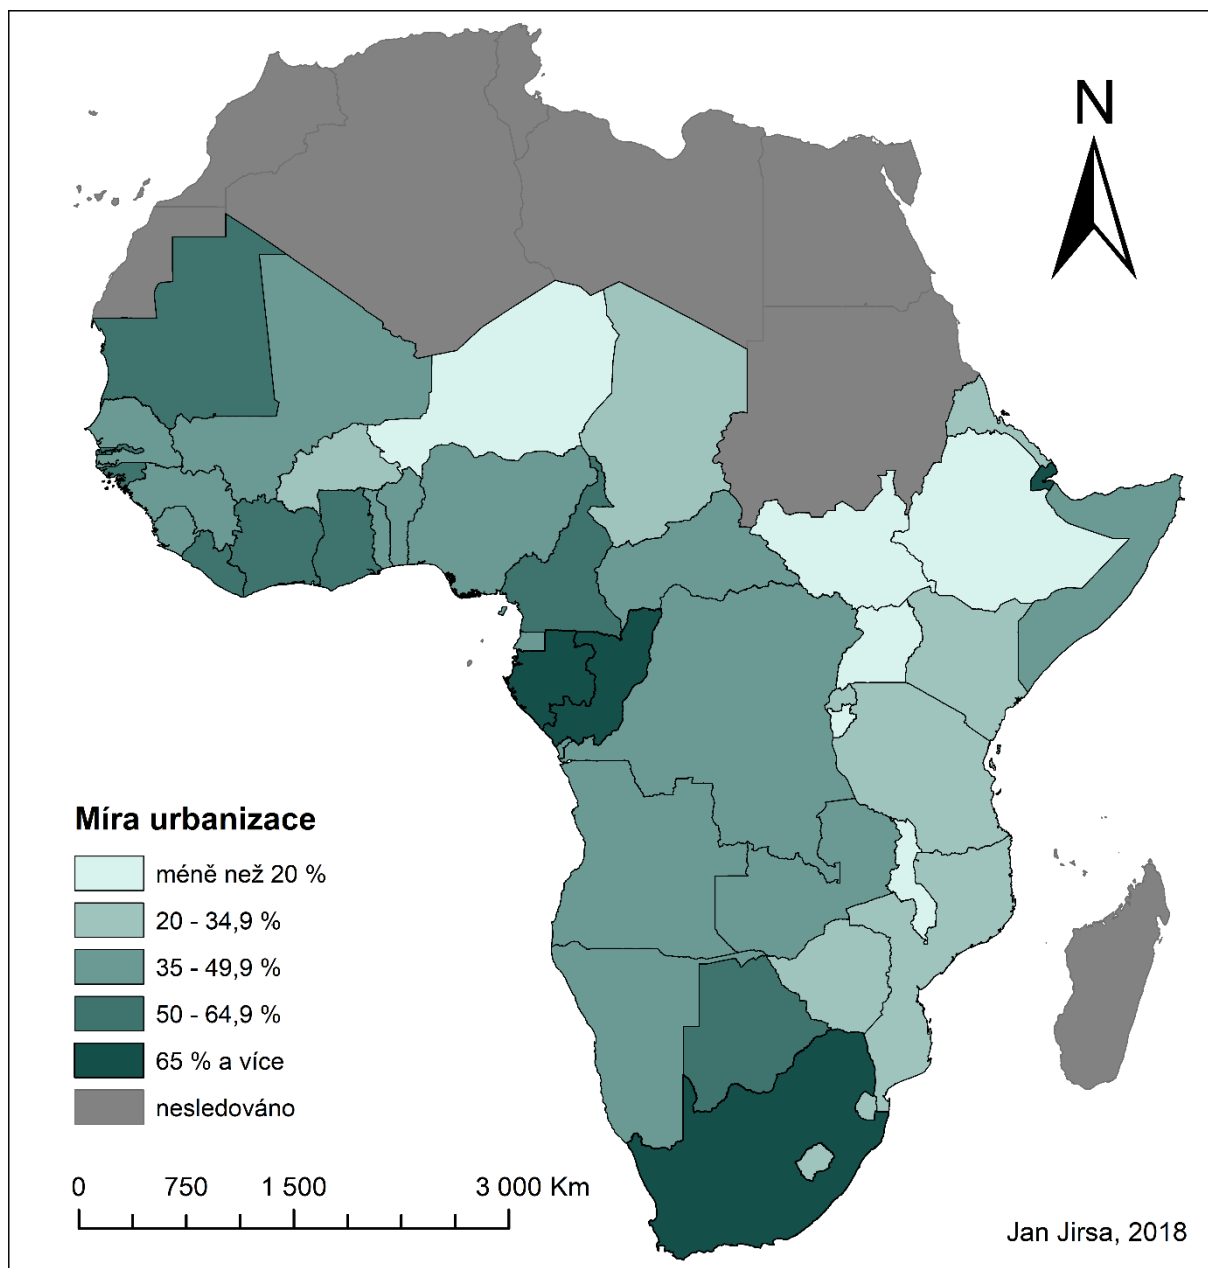 N
Míra urbanizace
méně než 20 %
20 - 34,9 %
35 - 49,9 %
50 - 64,9 %
65 % a více
nesledováno
0 750 1 500 3 000 Km
Jan Jirsa, 2018